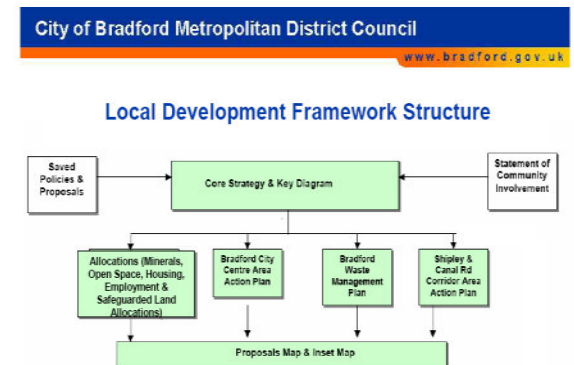 City of Bradford Metropolitan District Council
www.bradford.gov.uk
Local Development Framework Structure
Saved
Policies &
Proposals
Core Strategy & Key Diagram
Statement of
Community
Involvement
Allocations (Minerals,
Open Space, Housing,
Employment &
Safeguarded Land
Allocations)
Bradford City
Centre Area
Action Plan
Bradford
Waste
Management
Plan
Shipley &
Canal Rd
Corridor Area
Action Plan
Proposals Map & Inset Map